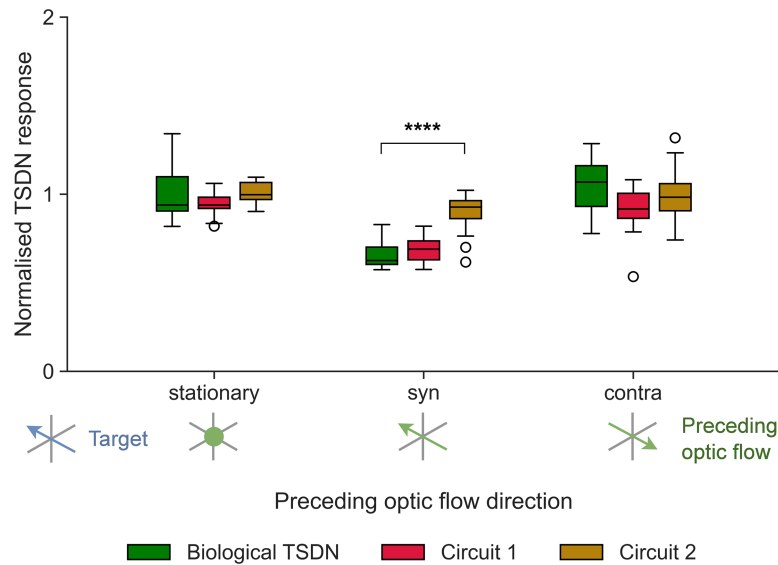 Normalised TSDN response
2
1
0
****
stationary
syn
contra
Target
Preceding
optic flow
Preceding optic flow direction
Biological TSDN
Circuit 1
Circuit 2